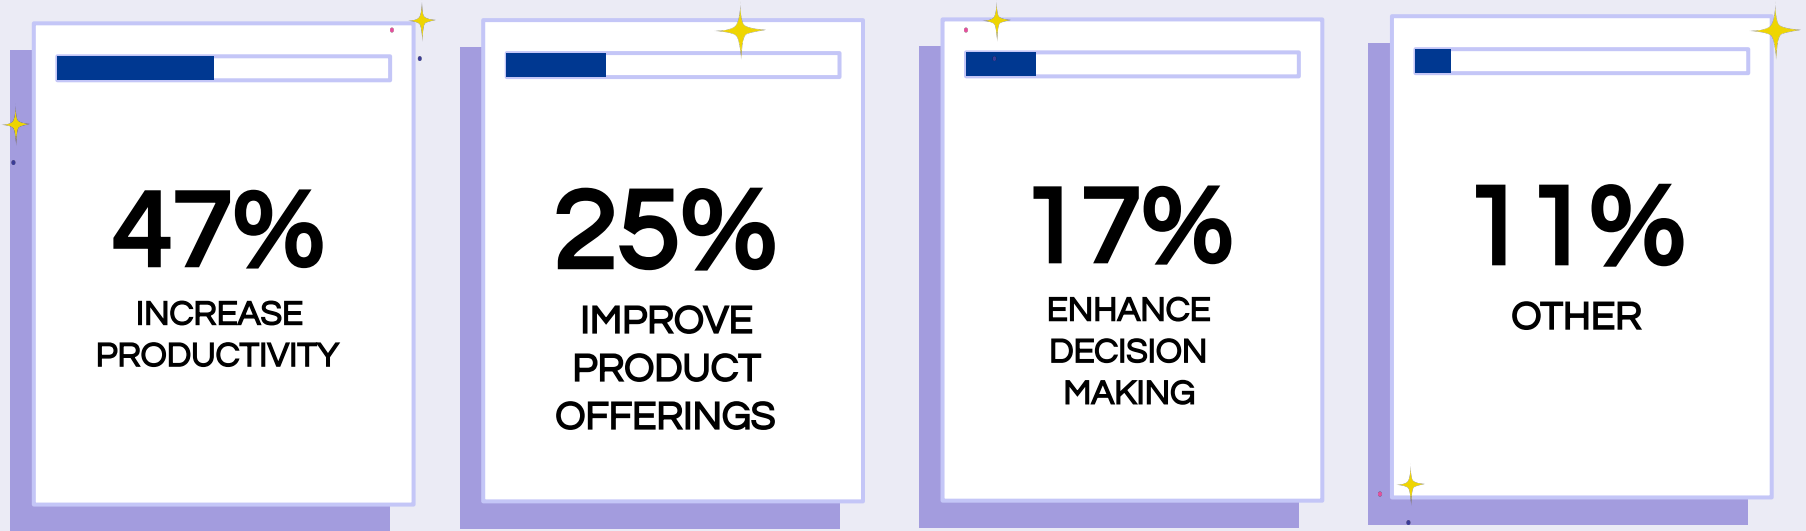 47%
INCREASE
PRODUCTIVITY
25%
IMPROVE
PRODUCT
OFFERINGS
17%
ENHANCE
DECISION
MAKING
11%
OTHER